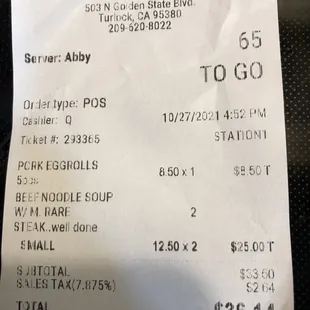 503 N Golden State Blvd.
Turlock, CA 95380
209-620-8022
65
Server: Abby
TO GO
Order type: POS
Cashier: Q 10/27/2021 4:52 PM
Ticket #: 293365 STATION1
PORK EGGROLLS 8.50 x 1 $8.50 T
5pcs
BEEF NOODLE SOUP
W/ M. RARE 2
STEAK..well done
SMALL 12.50 x 2 $25.00 T
SUBTOTAL $33.50
SALES TAX(7.875%) $2.64
TOTAL $36.14